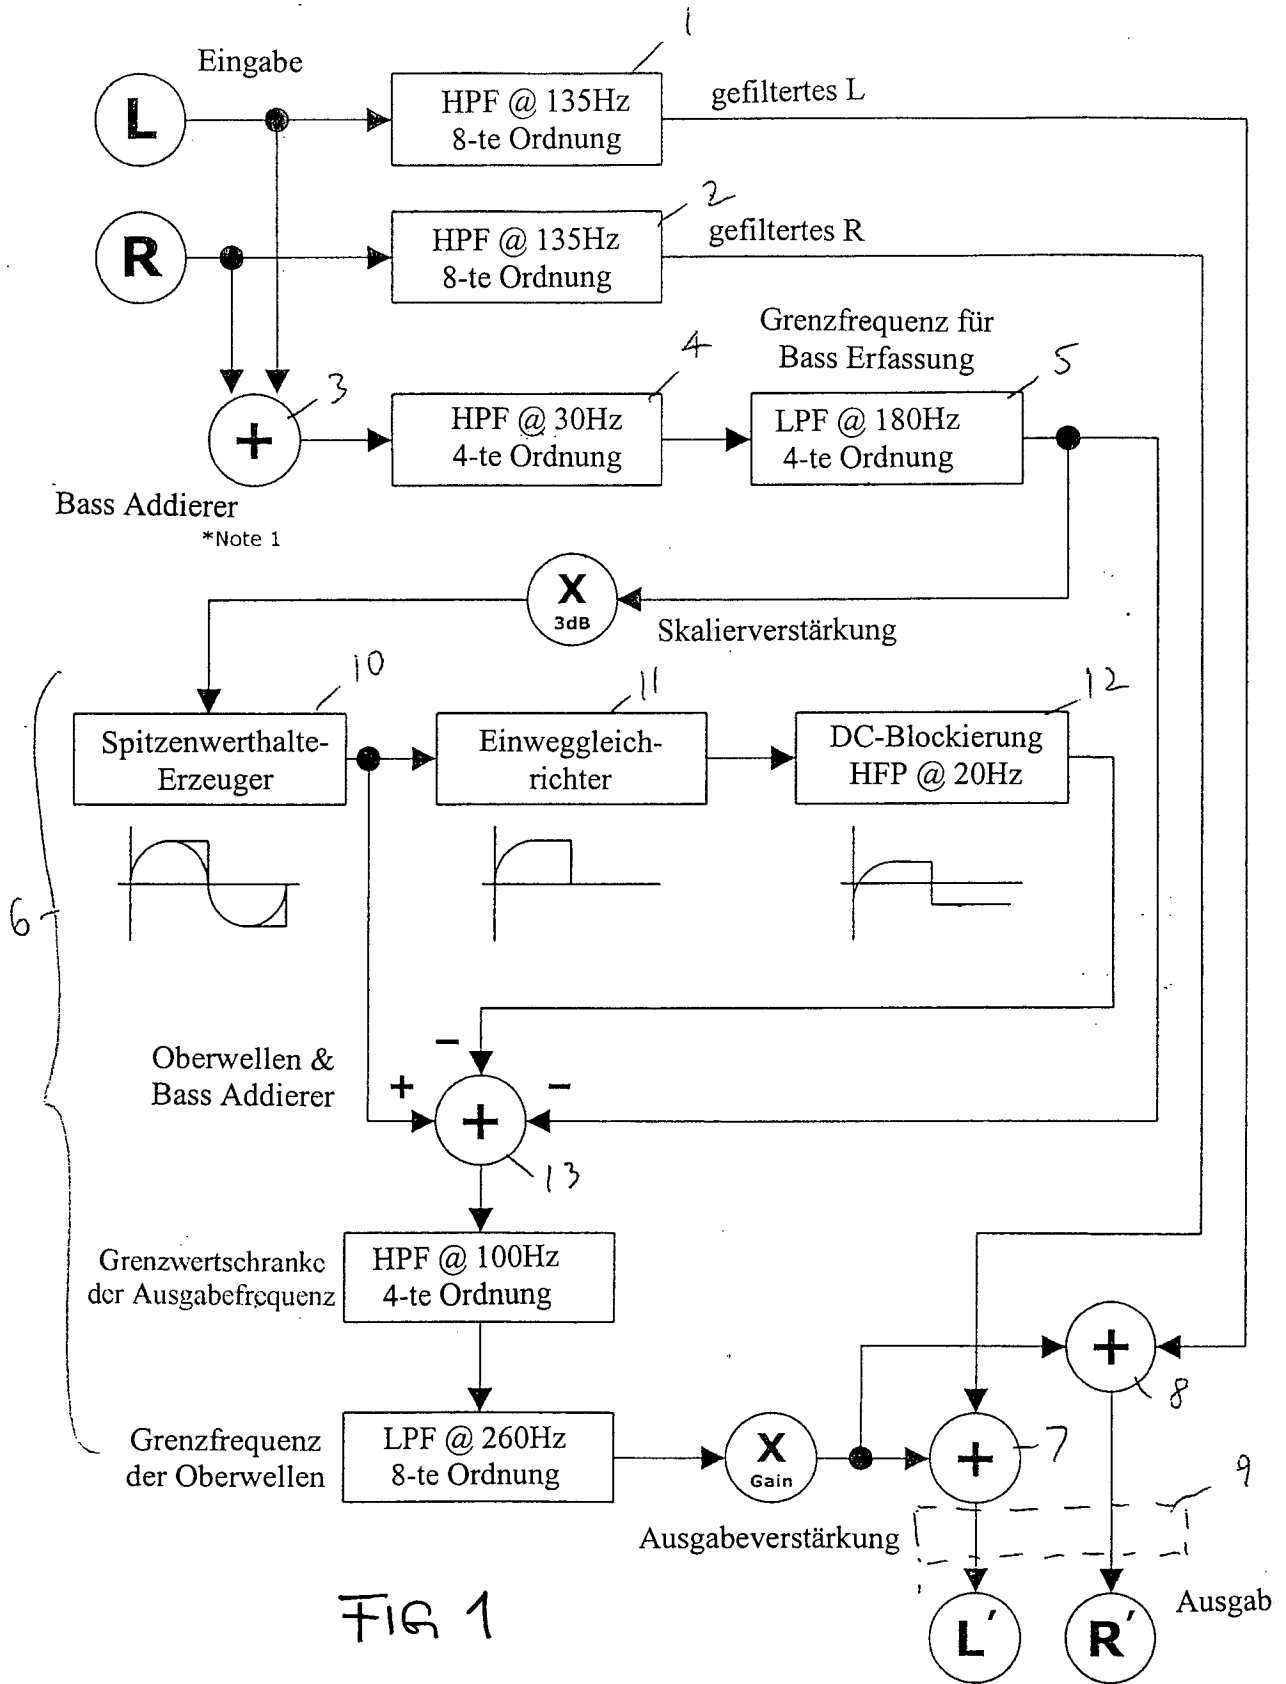 1
Eingabe
L
HPF @ 135Hz
8-te Ordnung
gefiltertes L
2
R
HPF @ 135Hz
8-te Ordnung
gefiltertes R
Grenzfrequenz für
Bass Erfassung
3
4
5
+
HPF @ 30Hz
4-te Ordnung
LPF @ 180Hz
4-te Ordnung
Bass Addierer
*Note 1
X
3dB
Skalierverstärkung
10
11
12
Spitzenwerthalte-
Erzeuger
Einweggleich-
richter
DC-Blockierung
HFP @ 20Hz
6
Oberwellen &
Bass Addierer
−
+
−
+
13
Grenzwertschranke
der Ausgabefrequenz
HPF @ 100Hz
4-te Ordnung
+
8
Grenzfrequenz
der Oberwellen
LPF @ 260Hz
8-te Ordnung
X
Gain
+
7
9
Ausgabeverstärkung
L′
R′
Ausgab
FIG 1